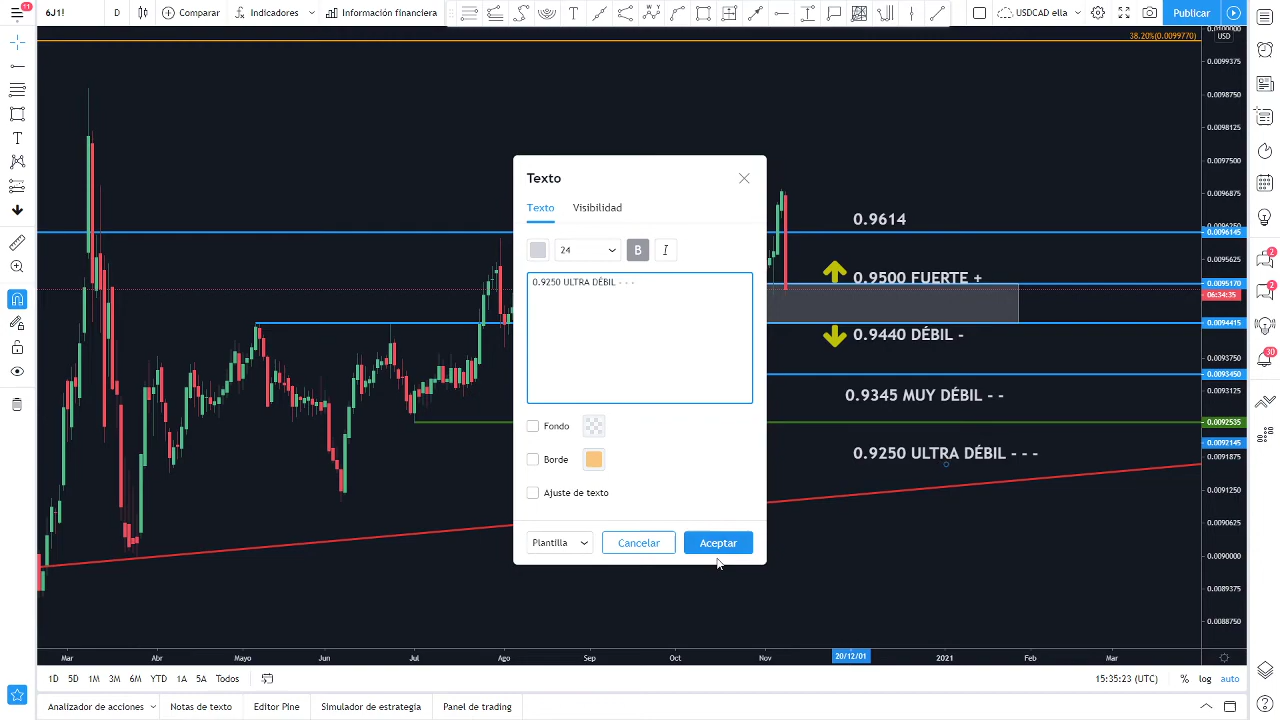 11
6J1!
D
Comparar
Indicadores
Información financiera
USDCAD ella
Publicar
38.20%(0.0099770)
USD
0.0099375
0.0098750
0.0098125
0.0097500
0.0096875
0.0096145
0.0095170
06:34:35
0.0094415
0.0093750
0.0093450
0.0092535
0.0092145
0.0091875
0.0091250
0.0090625
0.0090000
0.0089375
0.0088750
0.9614
0.9500 FUERTE +
0.9440 DÉBIL -
0.9345 MUY DÉBIL - -
0.9250 ULTRA DÉBIL - - -
Texto
Texto
Visibilidad
24
B
I
0.9250 ULTRA DÉBIL - - -
Fondo
Borde
Ajuste de texto
Plantilla
Cancelar
Aceptar
2
2
30
Mar
Abr
Mayo
Jun
Jul
Ago
Sep
Oct
Nov
20/12/01
2021
Feb
Mar
1D
5D
1M
3M
6M
YTD
1A
5A
Todos
15:35:23 (UTC)
%
log
auto
Analizador de acciones
Notas de texto
Editor Pine
Simulador de estrategia
Panel de trading